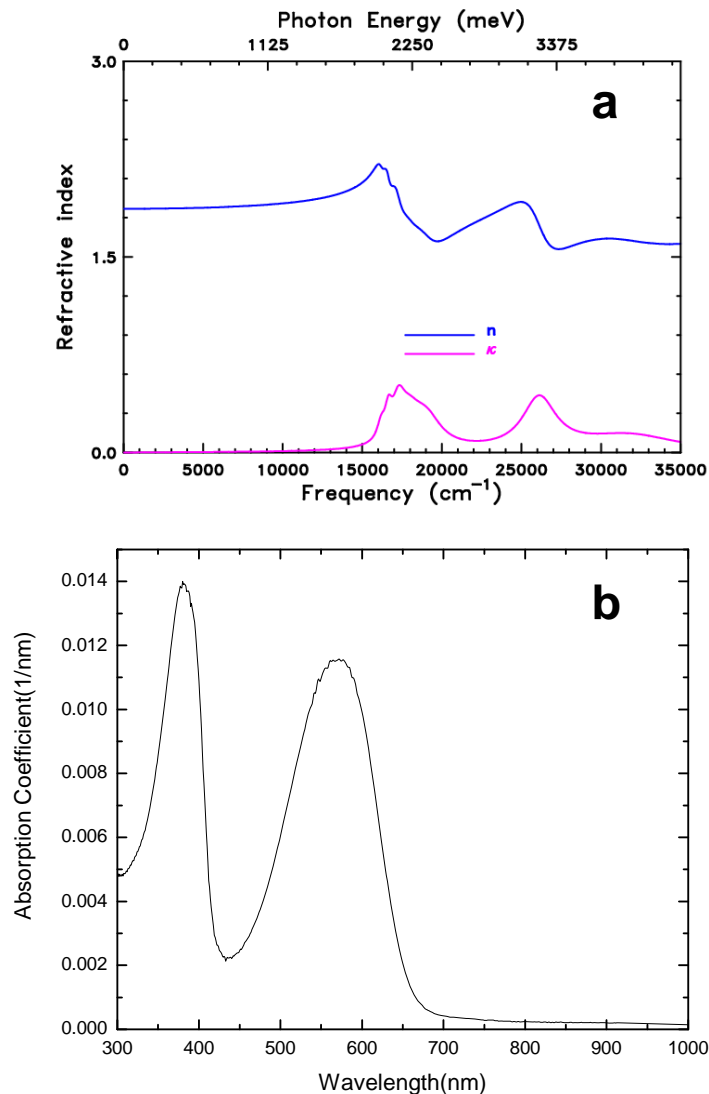 Photon Energy (meV)
0 1125 2250 3375
a
3.0
1.5
0.0
Refractive index
n
κ
0 5000 10000 15000 20000 25000 30000 35000
Frequency (cm⁻¹)
b
0.014
0.012
0.010
0.008
0.006
0.004
0.002
0.000
Absorption Coefficient(1/nm)
300 400 500 600 700 800 900 1000
Wavelength(nm)